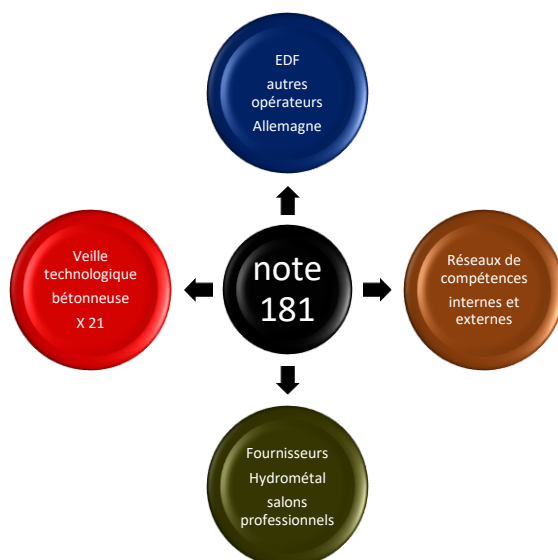 EDF
autres
opérateurs
Allemagne
Veille
technologique
bétonneuse
X 21
note
181
Réseaux de
compétences
internes et
externes
Fournisseurs
Hydrométal
salons
professionnels